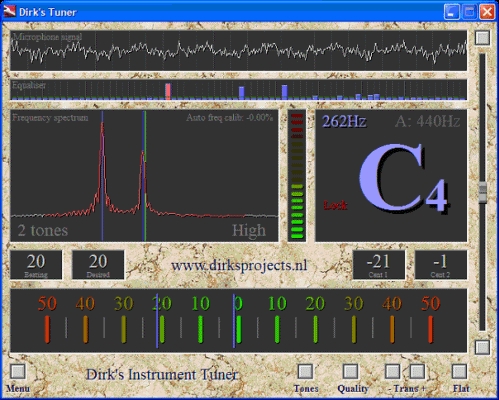 Dirk's Tuner
Microphone signal
Equaliser
Frequency spectrum Auto freq calib: -0.00%
2 tones High
262Hz A: 440Hz
C4
Lock
20 20 www.dirksprojects.nl -21 -1
Beating Desired Cent 1 Cent 2
50 40 30 20 10 0 10 20 30 40 50
Menu Dirk's Instrument Tuner Tones Quality - Trans + Flat